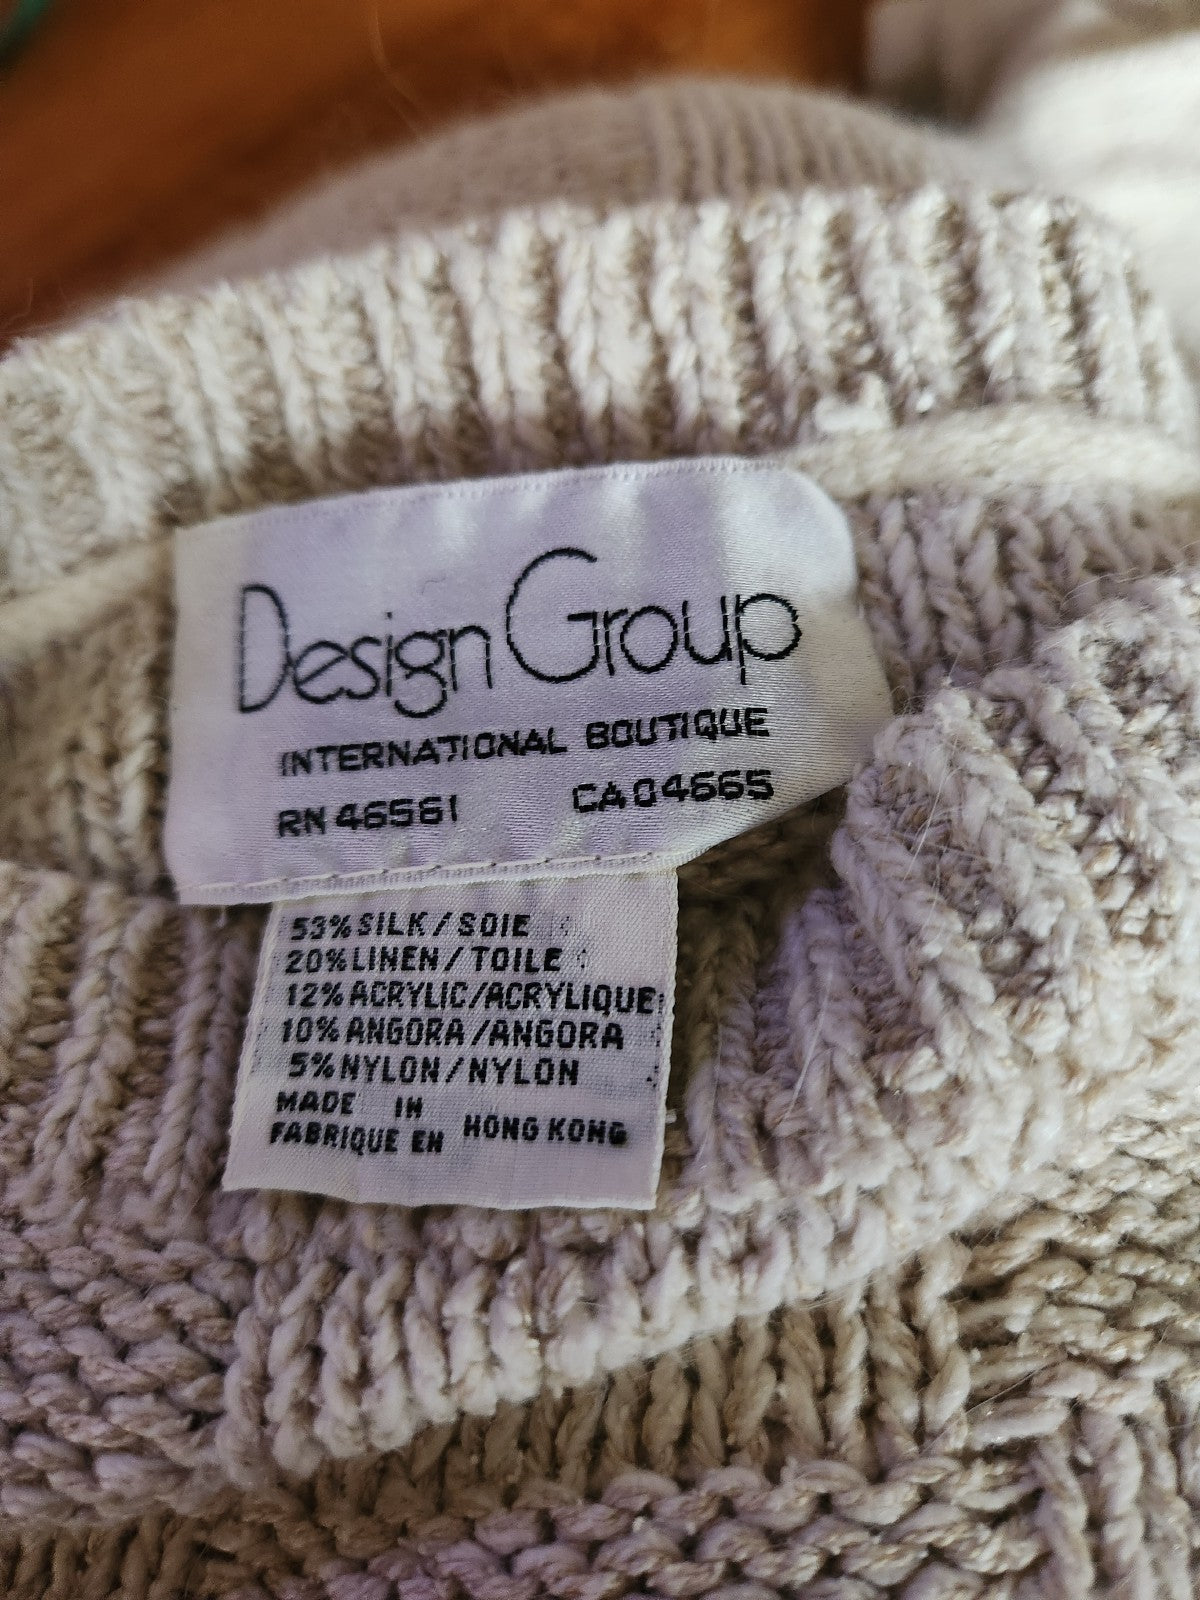 Design Group
INTERNATIONAL BOUTIQUE
RN 46561 CA 04665
53% SILK / SOIE
20% LINEN / TOILE
12% ACRYLIC/ACRYLIQUE
10% ANGORA / ANGORA
5% NYLON / NYLON
MADE IN
FABRIQUE EN HONG KONG